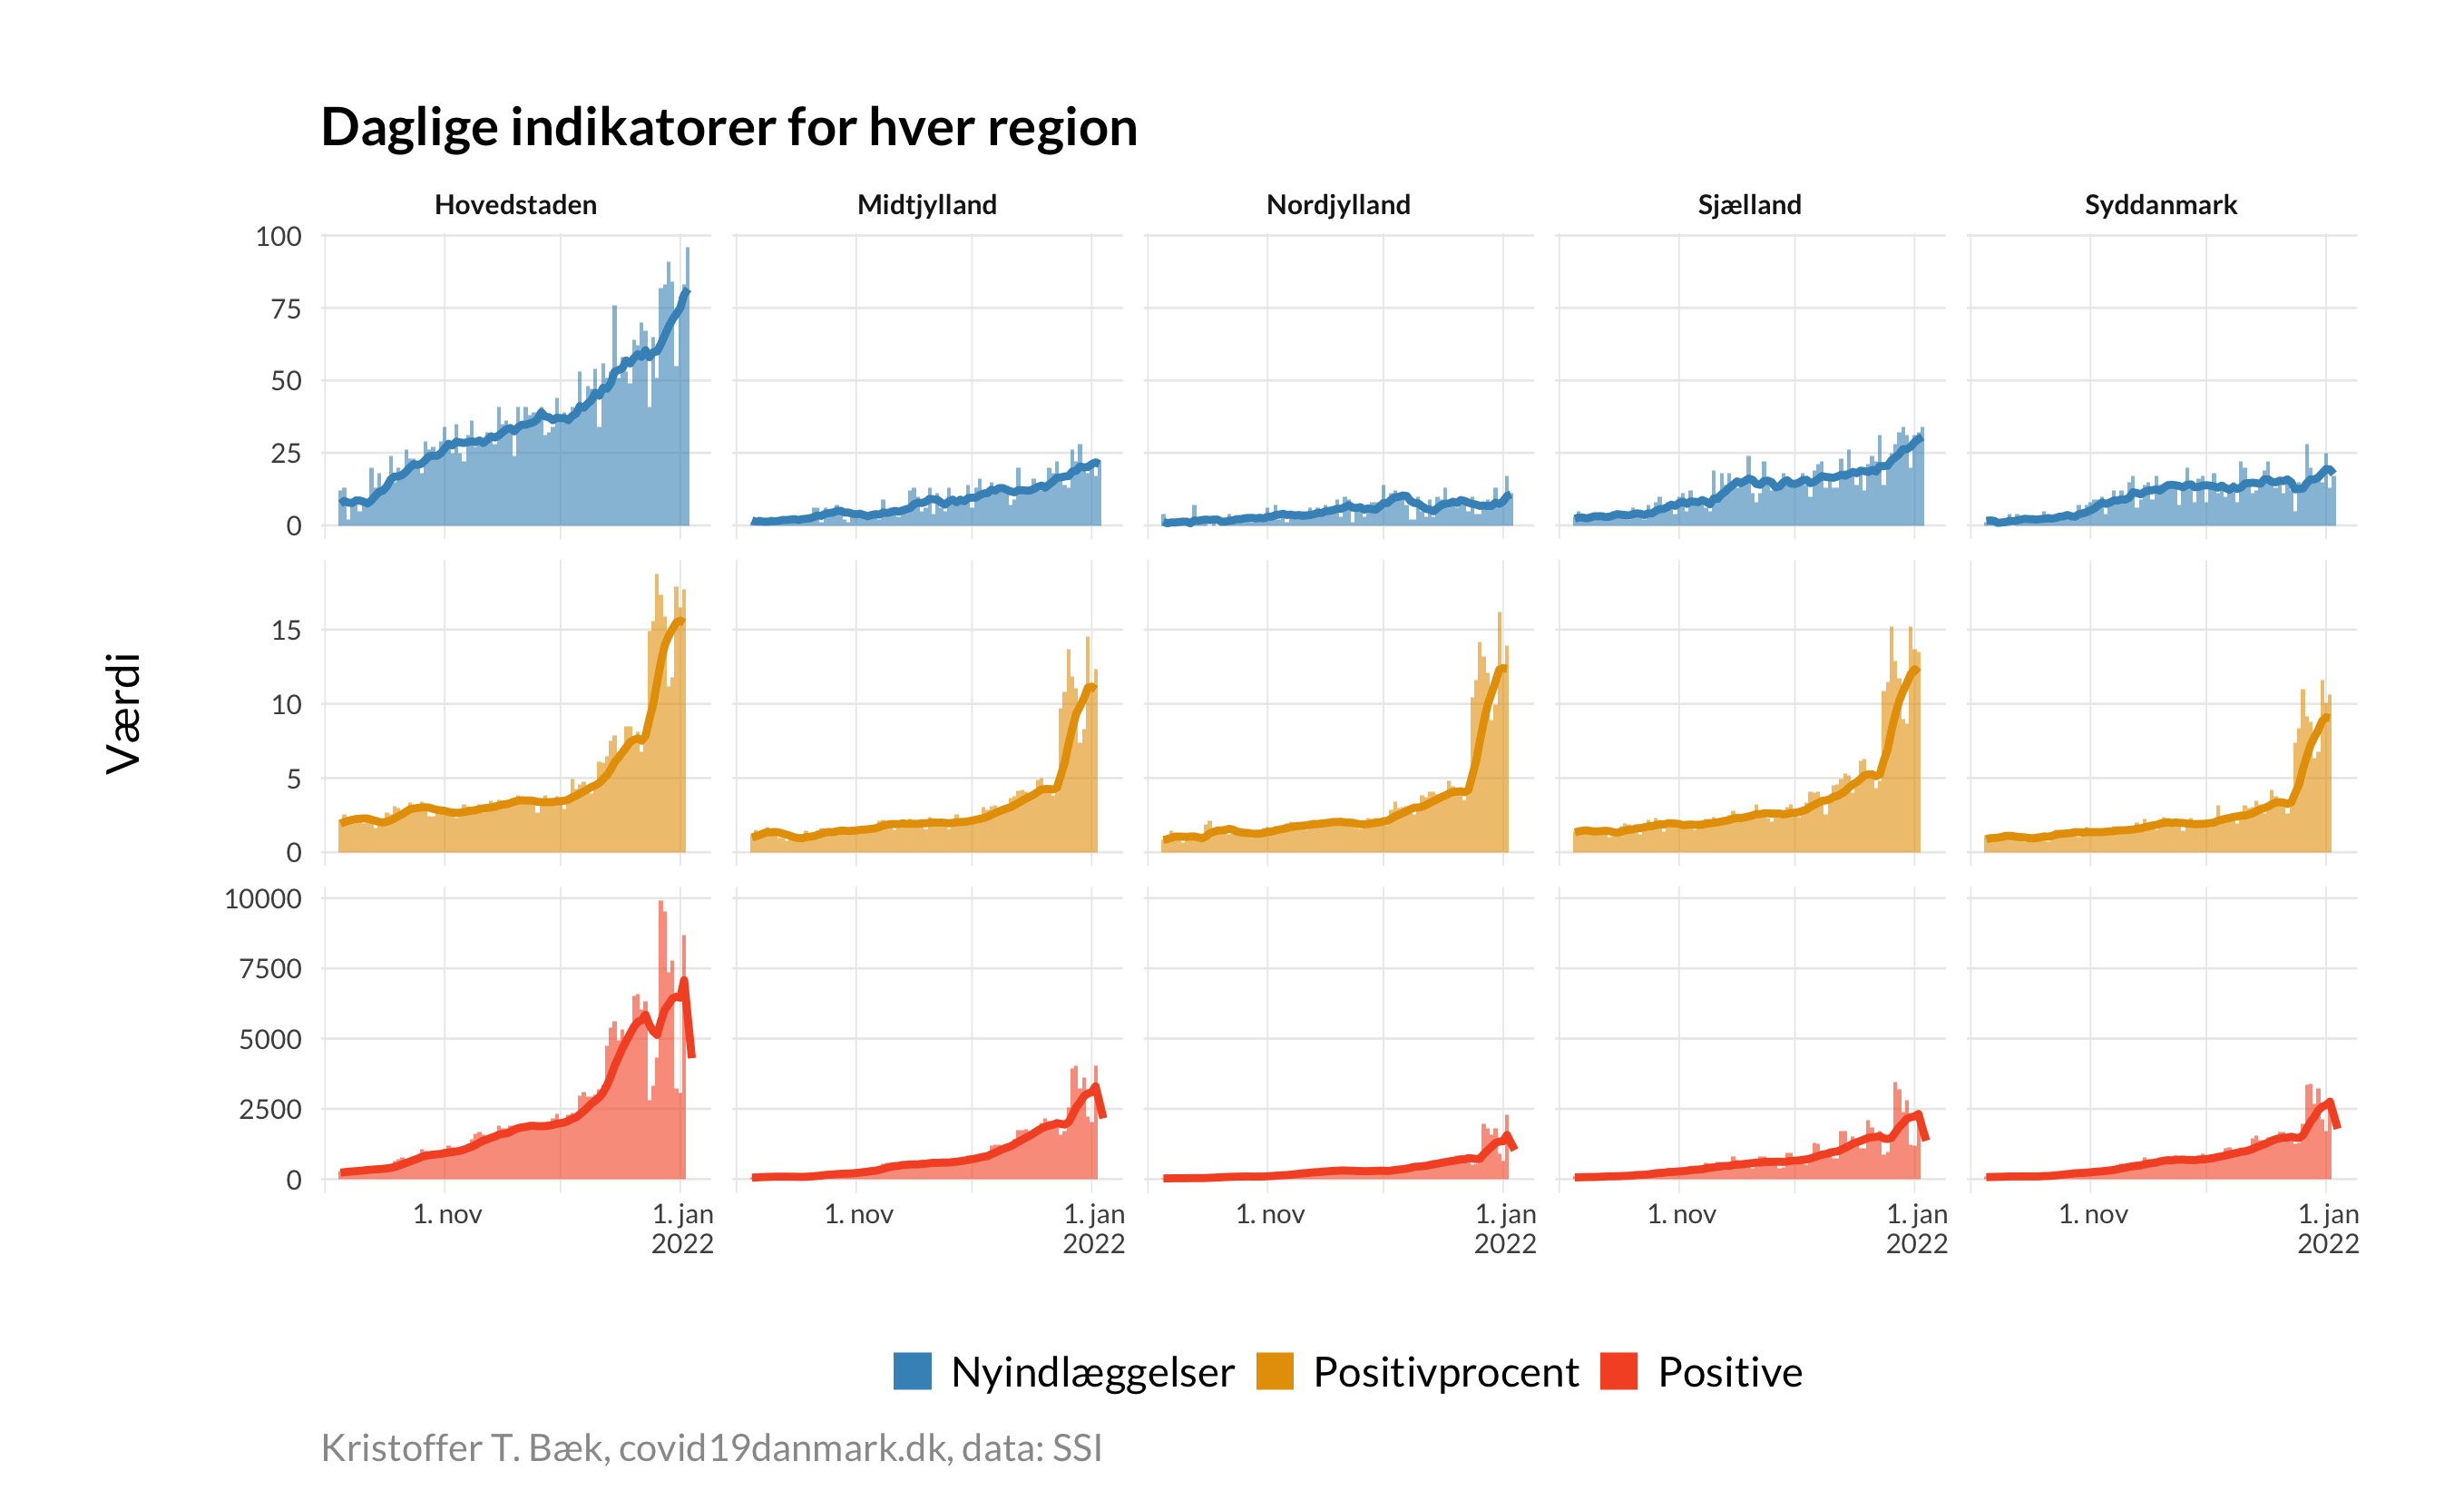 Daglige indikatorer for hver region
Hovedstaden Midtjylland Nordjylland Sjælland Syddanmark
100
75
50
25
0
15
10
5
0
10000
7500
5000
2500
0
Værdi
1. nov 1. jan 1. nov 1. jan 1. nov 1. jan 1. nov 1. jan 1. nov 1. jan
2022 2022 2022 2022 2022
Nyindlæggelser Positivprocent Positive
Kristoffer T. Bæk, covid19danmark.dk, data: SSI